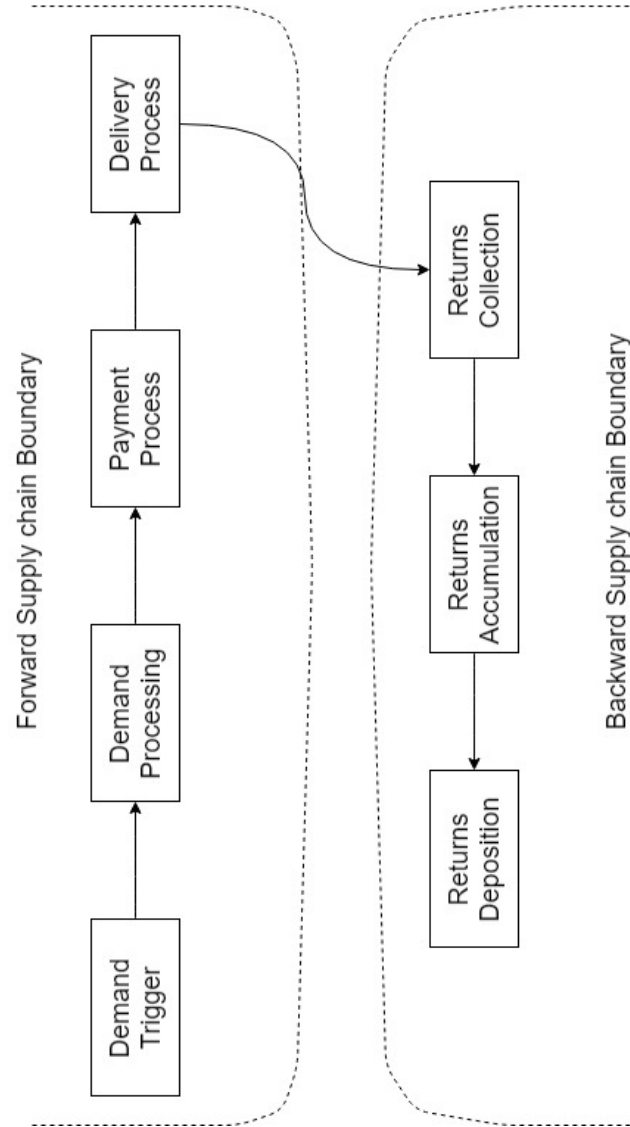 Forward Supply chain Boundary
Demand
Trigger
Demand
Processing
Payment
Process
Delivery
Process
Returns
Collection
Returns
Accumulation
Returns
Deposition
Backward Supply chain Boundary